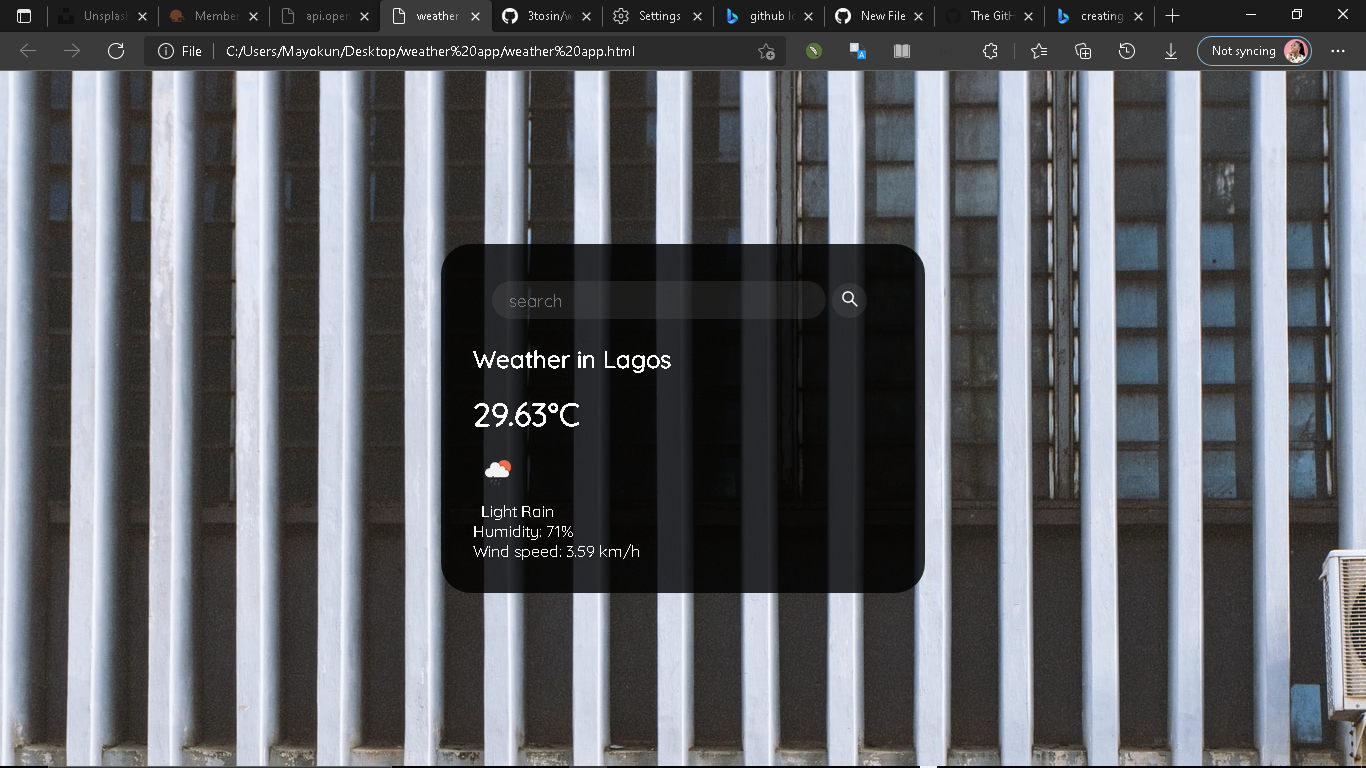 Unsplas
Member
api.open
weather
3tosin/w
Settings
github lo
New File
The GitH
creating
File
C:/Users/Mayokun/Desktop/weather%20app/weather%20app.html
Not syncing
search
Weather in Lagos
29.63°C
Light Rain
Humidity: 71%
Wind speed: 3.59 km/h